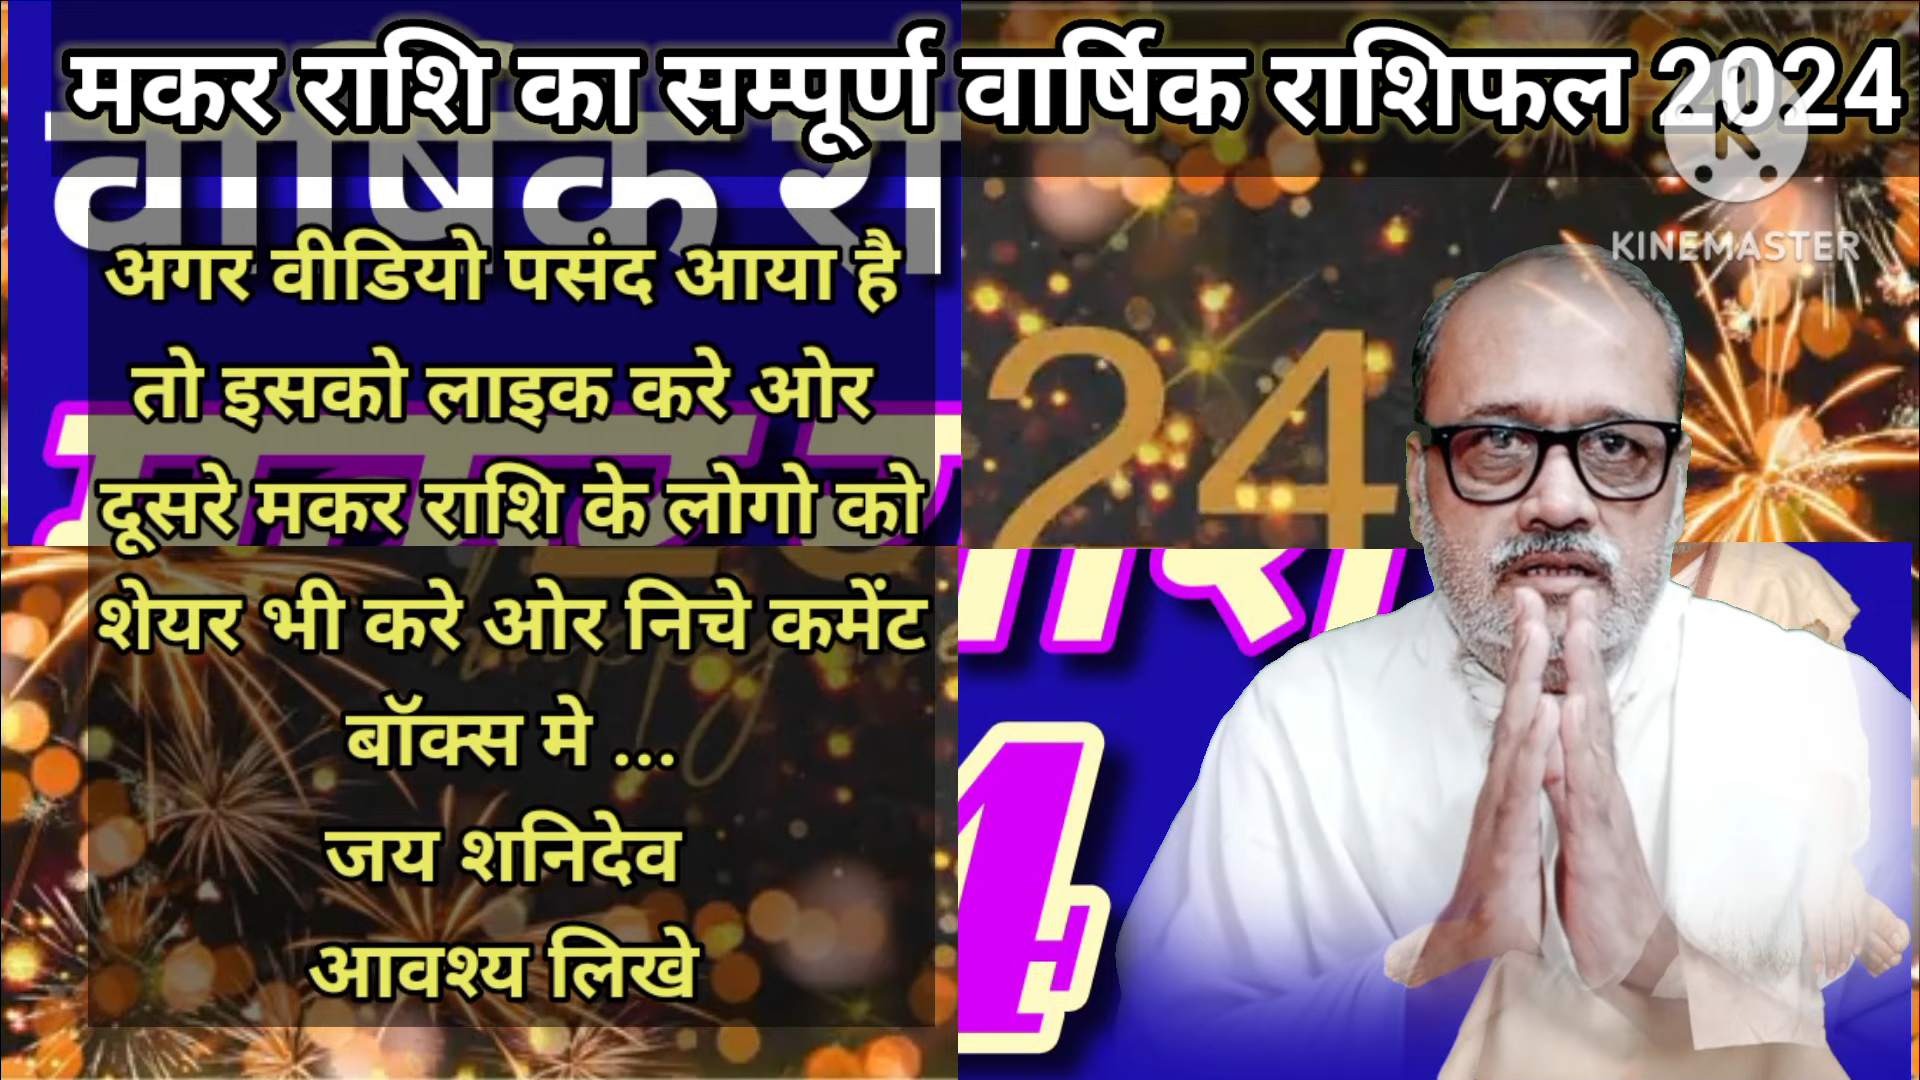 मकर राशि का सम्पूर्ण वार्षिक राशिफल 2024
KINEMASTER
वार्षिक रा
अगर वीडियो पसंद आया है
तो इसको लाइक करे ओर
दूसरे मकर राशि के लोगो को
शेयर भी करे ओर निचे कमेंट
बॉक्स मे ...
जय शनिदेव
आवश्य लिखे
24